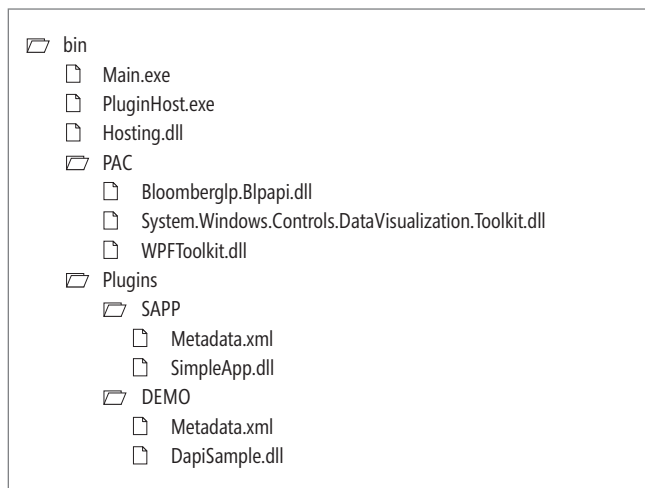 bin
Main.exe
PluginHost.exe
Hosting.dll
PAC
Bloomberglp.Blpapi.dll
System.Windows.Controls.DataVisualization.Toolkit.dll
WPFToolkit.dll
Plugins
SAPP
Metadata.xml
SimpleApp.dll
DEMO
Metadata.xml
DapiSample.dll